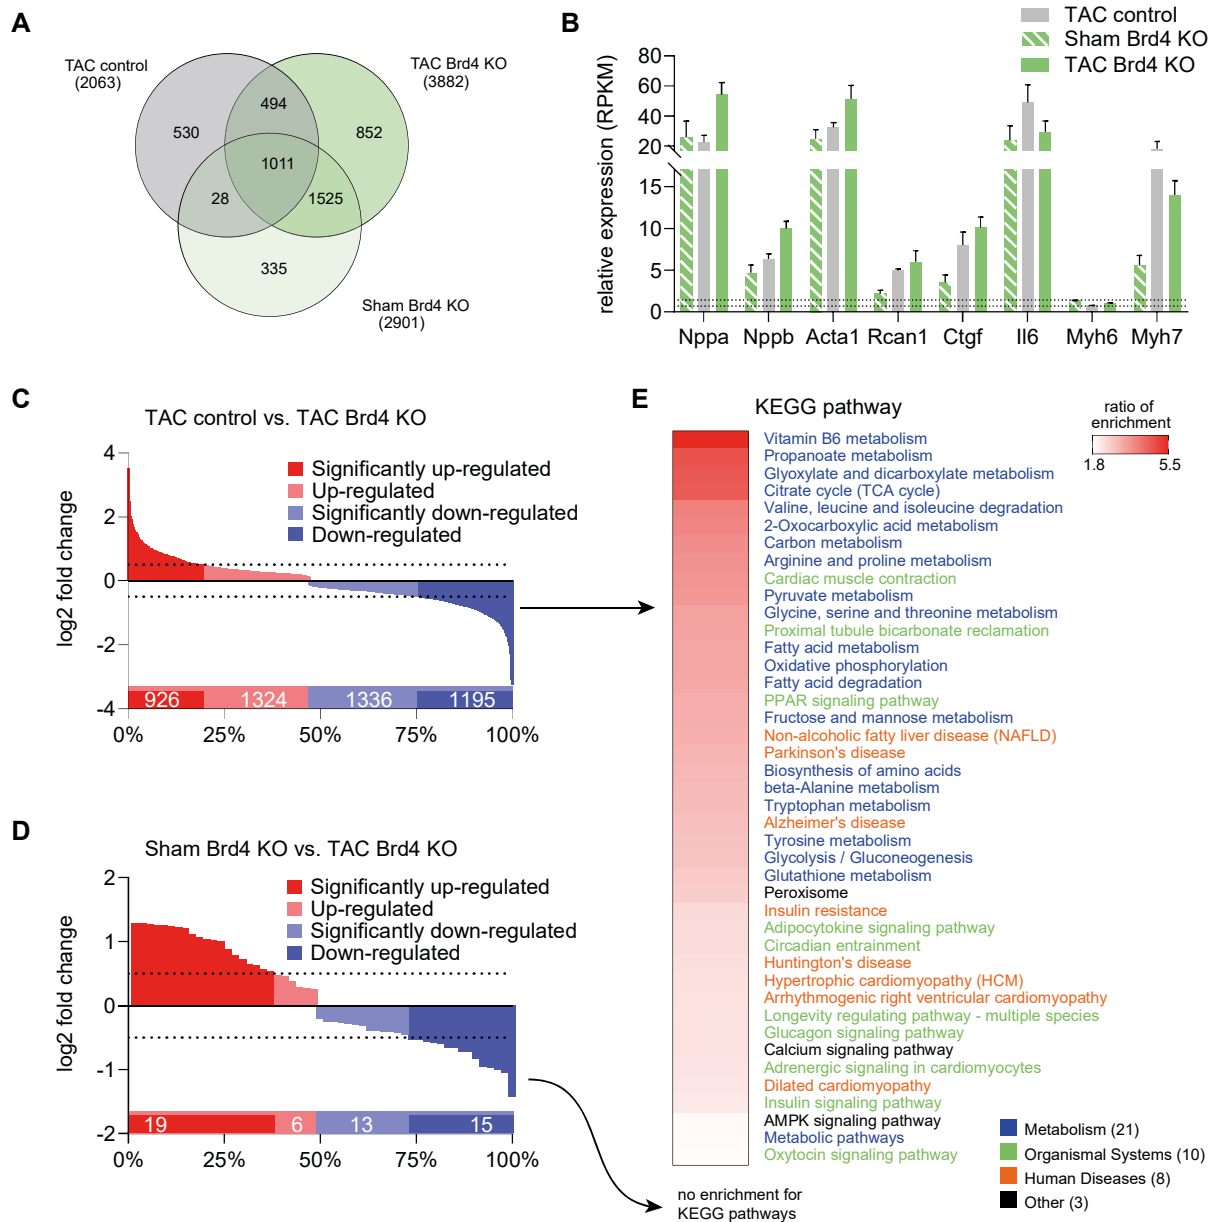 A
TAC control
(2063)
TAC Brd4 KO
(3882)
494
530
852
1011
28
1525
335
Sham Brd4 KO
(2901)
B
TAC control
Sham Brd4 KO
TAC Brd4 KO
relative expression (RPKM)
80
60
40
20
15
10
5
0
Nppa
Nppb
Acta1
Rcan1
Ctgf
Il6
Myh6
Myh7
C
TAC control vs. TAC Brd4 KO
log2 fold change
4
2
0
-2
-4
Significantly up-regulated
Up-regulated
Significantly down-regulated
Down-regulated
926
1324
1336
1195
0%
25%
50%
75%
100%
D
Sham Brd4 KO vs. TAC Brd4 KO
log2 fold change
2
1
0
-1
-2
Significantly up-regulated
Up-regulated
Significantly down-regulated
Down-regulated
19
6
13
15
0%
25%
50%
75%
100%
E
KEGG pathway
ratio of
enrichment
1.8
5.5
Vitamin B6 metabolism
Propanoate metabolism
Glyoxylate and dicarboxylate metabolism
Citrate cycle (TCA cycle)
Valine, leucine and isoleucine degradation
2-Oxocarboxylic acid metabolism
Carbon metabolism
Arginine and proline metabolism
Cardiac muscle contraction
Pyruvate metabolism
Glycine, serine and threonine metabolism
Proximal tubule bicarbonate reclamation
Fatty acid metabolism
Oxidative phosphorylation
Fatty acid degradation
PPAR signaling pathway
Fructose and mannose metabolism
Non-alcoholic fatty liver disease (NAFLD)
Parkinson's disease
Biosynthesis of amino acids
beta-Alanine metabolism
Tryptophan metabolism
Alzheimer's disease
Tyrosine metabolism
Glycolysis / Gluconeogenesis
Glutathione metabolism
Peroxisome
Insulin resistance
Adipocytokine signaling pathway
Circadian entrainment
Huntington's disease
Hypertrophic cardiomyopathy (HCM)
Arrhythmogenic right ventricular cardiomyopathy
Longevity regulating pathway - multiple species
Glucagon signaling pathway
Calcium signaling pathway
Adrenergic signaling in cardiomyocytes
Dilated cardiomyopathy
Insulin signaling pathway
AMPK signaling pathway
Metabolic pathways
Oxytocin signaling pathway
Metabolism (21)
Organismal Systems (10)
Human Diseases (8)
Other (3)
no enrichment for
KEGG pathways